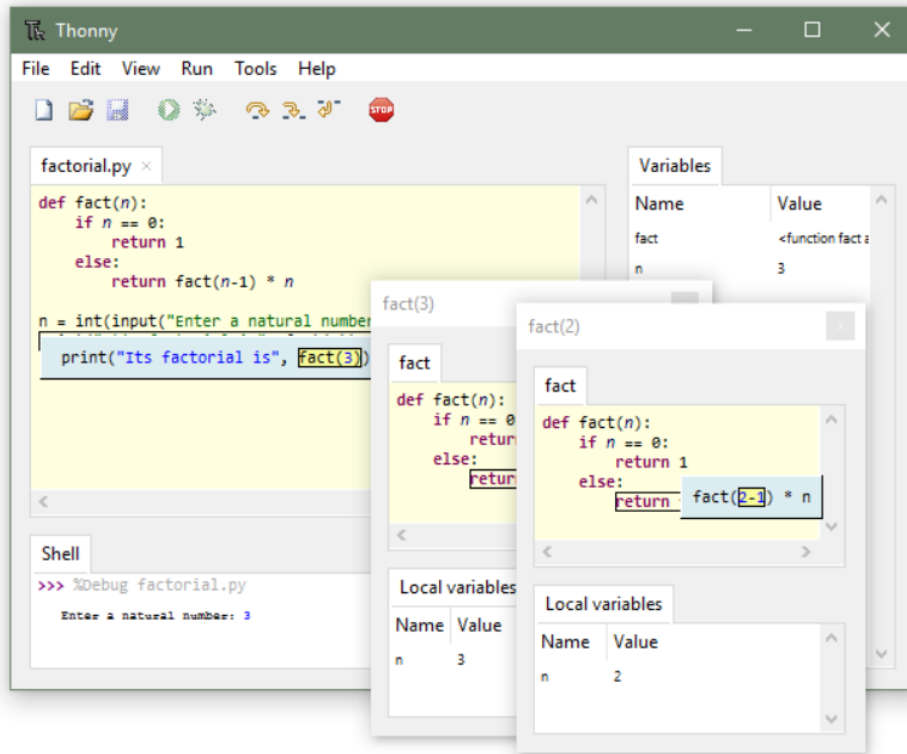 Thonny
File Edit View Run Tools Help
STOP
factorial.py ×
def fact(n):
    if n == 0:
        return 1
    else:
        return fact(n-1) * n
n = int(input("Enter a natural number
print("Its factorial is", fact(3))
Shell
>>> %Debug factorial.py
Enter a natural number: 3
Variables
Name Value
fact <function fact a
n 3
fact(3)
fact
def fact(n):
    if n == 0
        retur
    else:
        retur
Local variables
Name Value
n 3
fact(2)
fact
def fact(n):
    if n == 0:
        return 1
    else:
        return
fact(2-1) * n
Local variables
Name Value
n 2